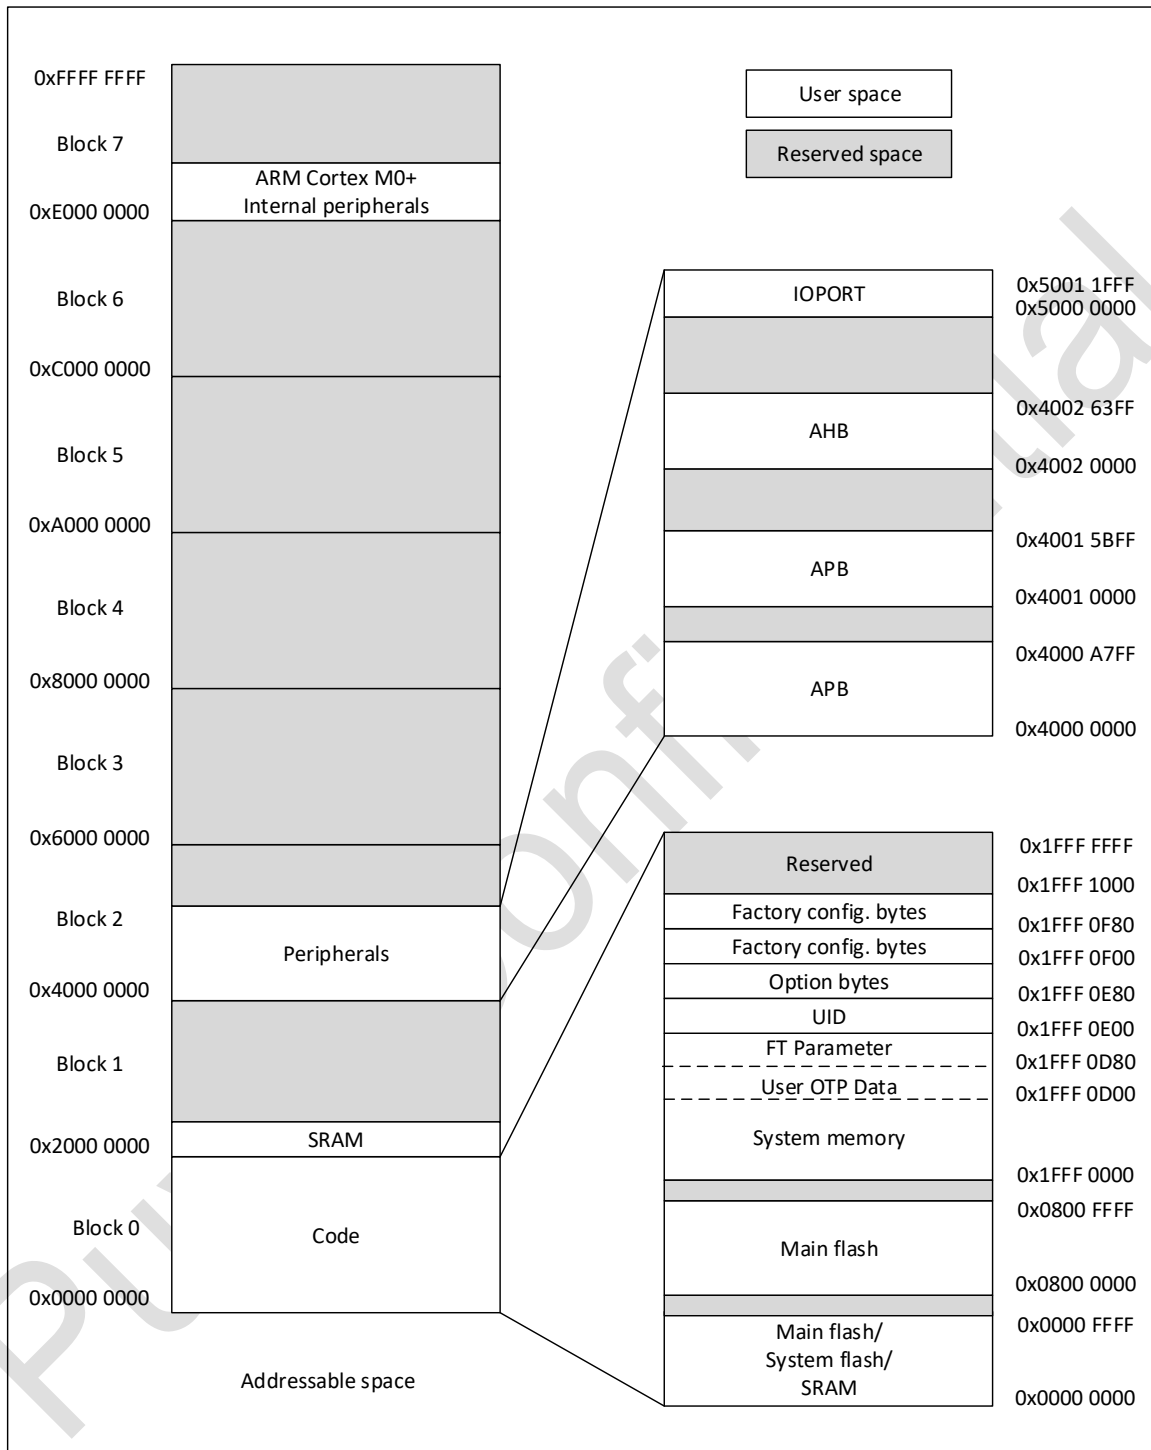 0xFFFF FFFF
Block 7
ARM Cortex M0+
Internal peripherals
0xE000 0000
Block 6
0xC000 0000
Block 5
0xA000 0000
Block 4
0x8000 0000
Block 3
0x6000 0000
Block 2
Peripherals
0x4000 0000
Block 1
SRAM
0x2000 0000
Block 0
Code
0x0000 0000
Addressable space
User space
Reserved space
IOPORT
0x5001 1FFF
0x5000 0000
0x4002 63FF
AHB
0x4002 0000
0x4001 5BFF
APB
0x4001 0000
0x4000 A7FF
APB
0x4000 0000
0x1FFF FFFF
Reserved
0x1FFF 1000
Factory config. bytes
0x1FFF 0F80
Factory config. bytes
0x1FFF 0F00
Option bytes
0x1FFF 0E80
UID
0x1FFF 0E00
FT Parameter
0x1FFF 0D80
User OTP Data
0x1FFF 0D00
System memory
0x1FFF 0000
0x0800 FFFF
Main flash
0x0800 0000
0x0000 FFFF
Main flash/
System flash/
SRAM
0x0000 0000